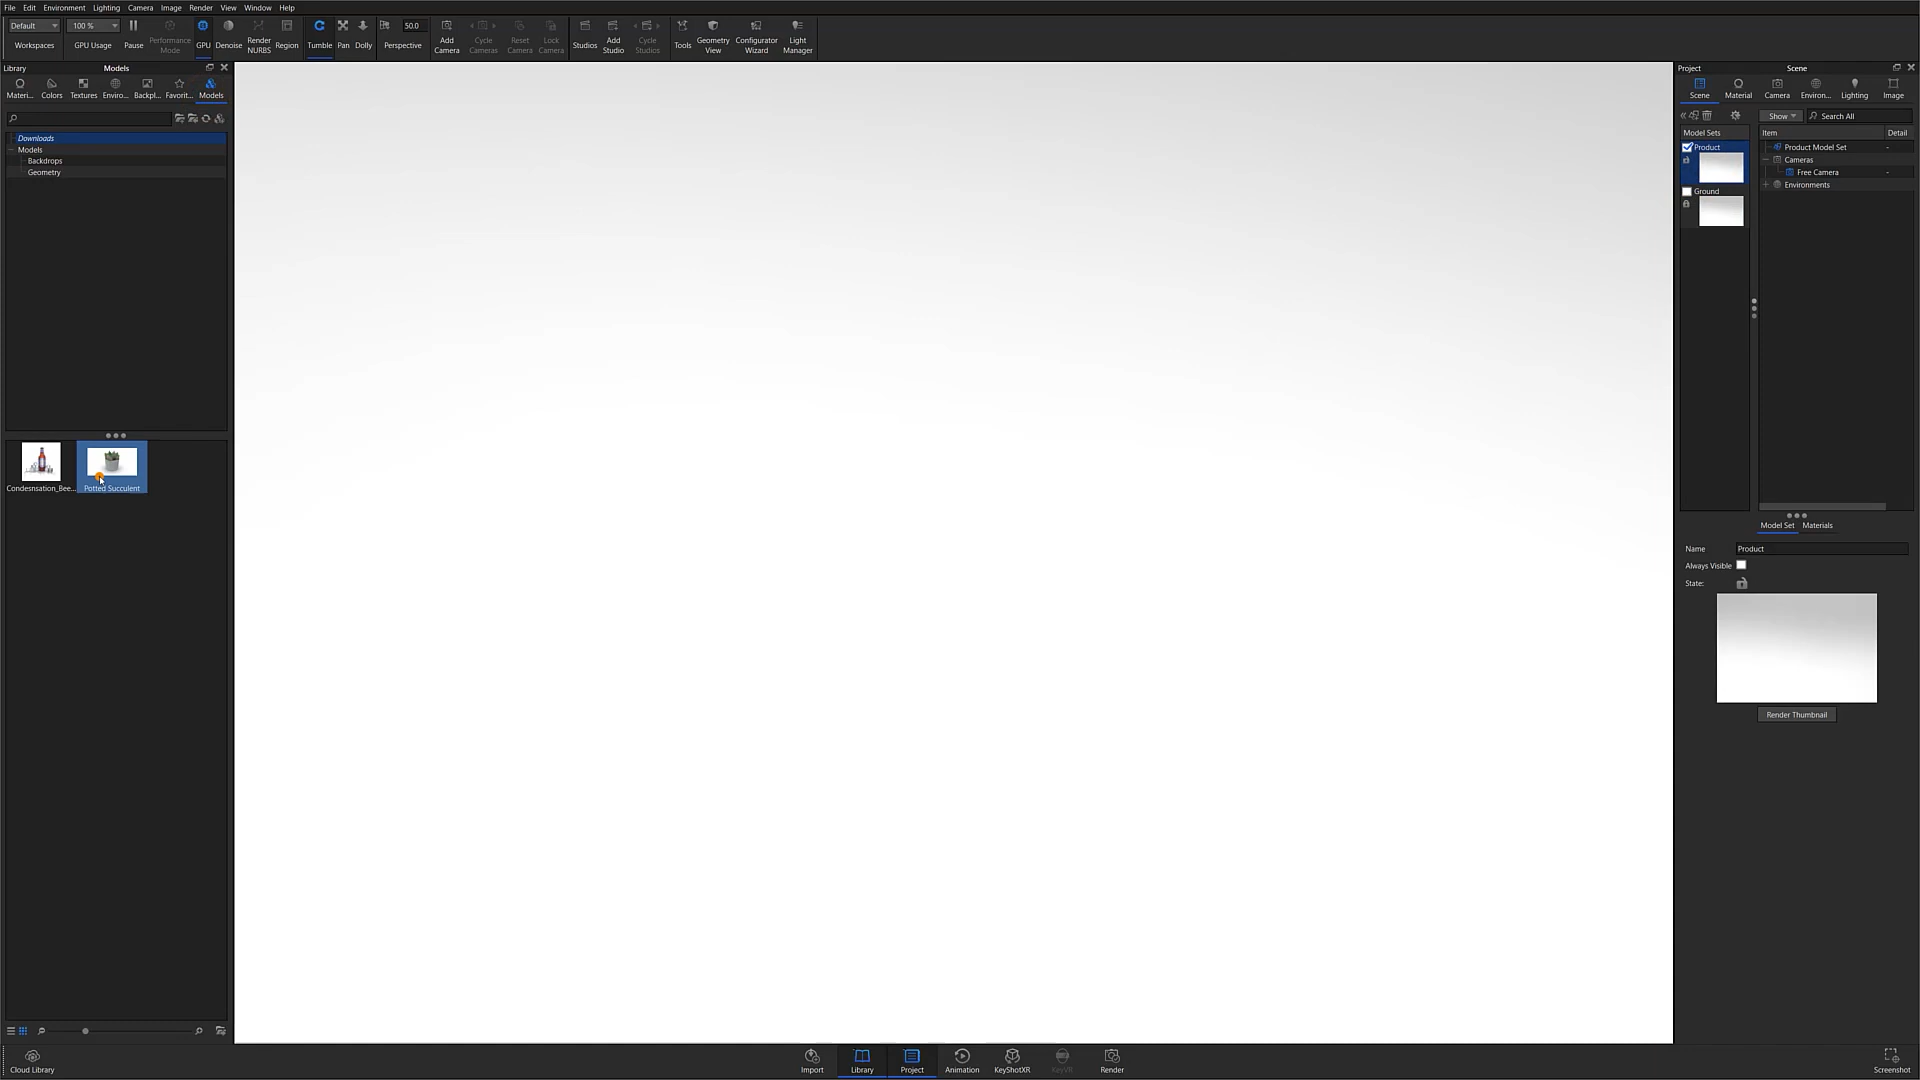 File Edit Environment Lighting Camera Image Render View Window Help
Default 100 % 50.0
Workspaces GPU Usage Pause Performance Mode GPU Denoise Render NURBS Region Tumble Pan Dolly Perspective Add Camera Cycle Cameras Reset Camera Lock Camera Studios Add Studio Cycle Studios Tools Geometry View Configurator Wizard Light Manager
Library Models
Materi... Colors Textures Enviro... Backpl... Favorit... Models
Downloads
Models
Backdrops
Geometry
Condesnsation_Bee... Potted Succulent
Project Scene
Scene Material Camera Environ... Lighting Image
Show Search All
Model Sets Item Detail
Product Product Model Set -
Cameras
Free Camera -
Environments
Ground
Model Set Materials
Name Product
Always Visible
State:
Render Thumbnail
Cloud Library Import Library Project Animation KeyShotXR KeyVR Render Screenshot